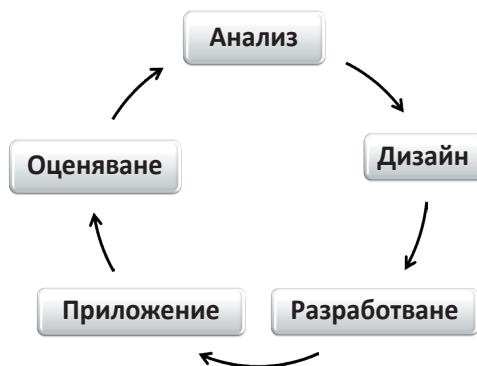 Анализ
Дизайн
Разработване
Приложение
Оценяване